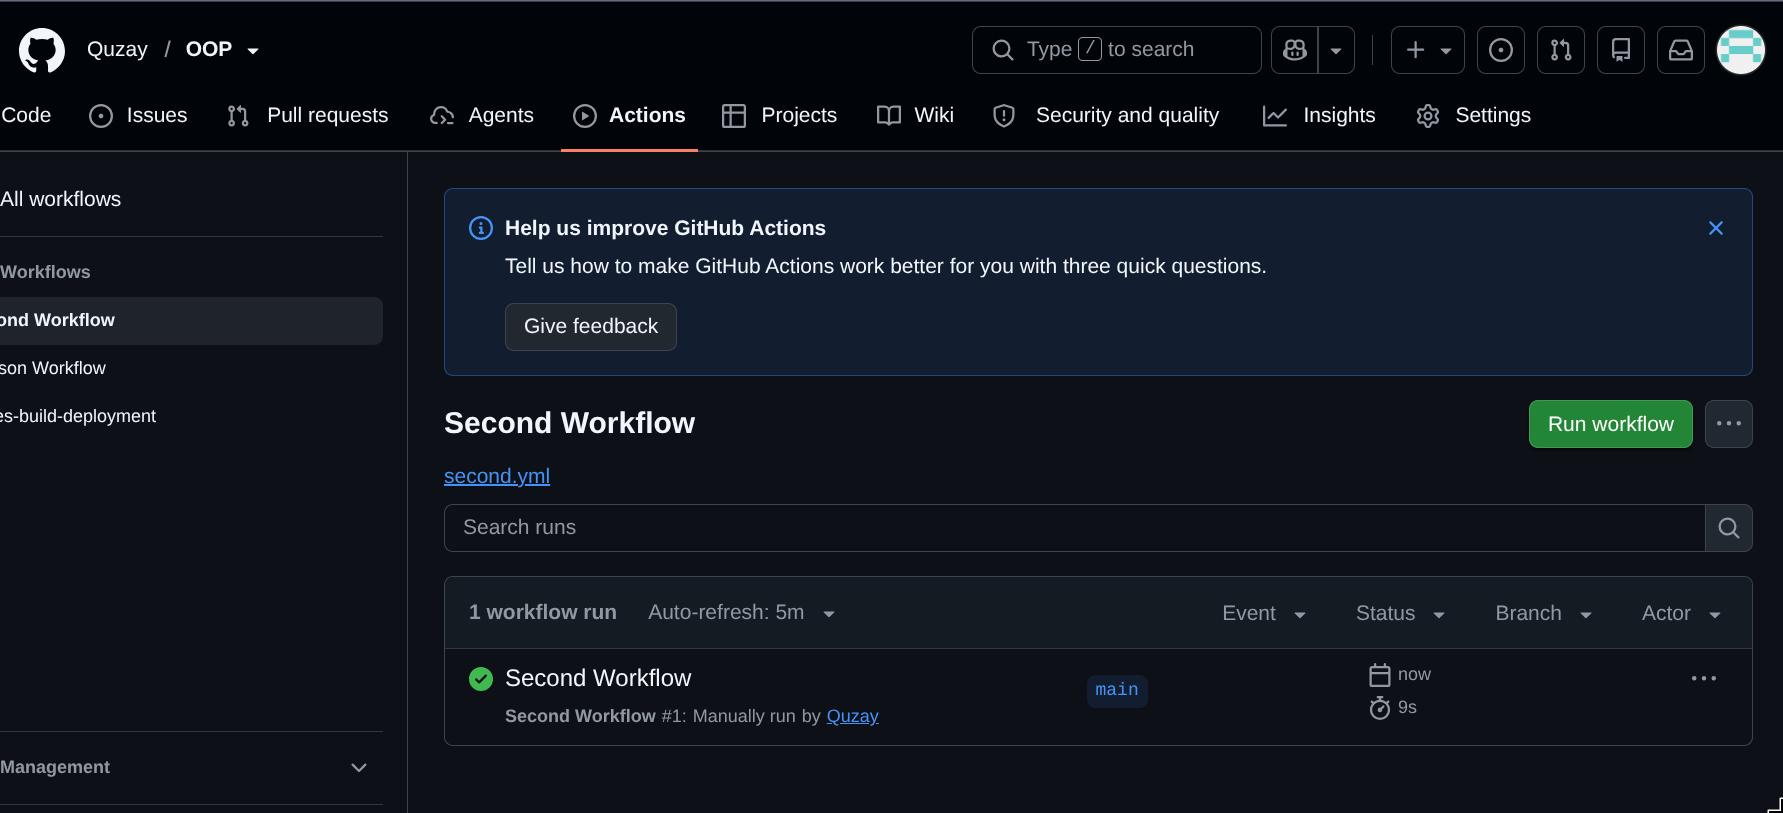 Quzay / OOP
Type / to search
Code Issues Pull requests Agents Actions Projects Wiki Security and quality Insights Settings
All workflows
Workflows
ond Workflow
son Workflow
es-build-deployment
Management
Help us improve GitHub Actions
Tell us how to make GitHub Actions work better for you with three quick questions.
Give feedback
Second Workflow
Run workflow
second.yml
Search runs
1 workflow run Auto-refresh: 5m Event Status Branch Actor
Second Workflow
Second Workflow #1: Manually run by Quzay
main
now
9s